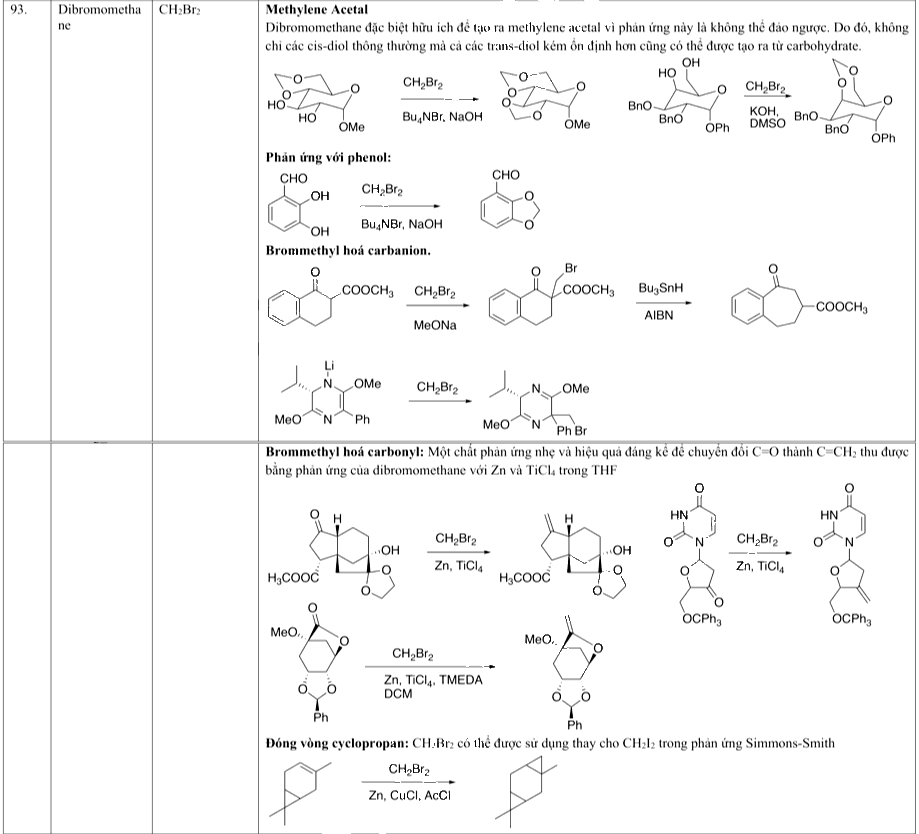 93.
Dibromometha
ne
CH₂Br₂
Methylene Acetal
Dibromomethane đặc biệt hữu ích để tạo ra methylene acetal vì phản ứng này là không thể đảo ngược. Do đó, không
chỉ các cis-diol thông thường mà cả các trans-diol kém ổn định hơn cũng có thể được tạo ra từ carbohydrate.
O
O
O
HO
HO
OMe
CH₂Br₂
Bu₄NBr, NaOH
O
O
O
O
O
OMe
OH
HO
O
BnO
BnO
OPh
CH₂Br₂
KOH,
DMSO
O
O
O
BnO
BnO
OPh
Phản ứng với phenol:
CHO
OH
OH
CH₂Br₂
Bu₄NBr, NaOH
CHO
O
O
Brommethyl hoá carbanion.
O
COOCH₃
CH₂Br₂
MeONa
O
Br
COOCH₃
Bu₃SnH
AIBN
O
COOCH₃
Li
N
OMe
MeO
N
Ph
CH₂Br₂
N
OMe
MeO
N
Ph Br
Brommethyl hoá carbonyl: Một chất phản ứng nhẹ và hiệu quả đáng kể để chuyển đổi C=O thành C=CH₂ thu được
bằng phản ứng của dibromomethane với Zn và TiCl₄ trong THF
O
H
OH
H₃COOC
O
O
CH₂Br₂
Zn, TiCl₄
H
OH
H₃COOC
O
O
O
HN
O
N
O
O
OCPh₃
CH₂Br₂
Zn, TiCl₄
O
HN
O
N
O
OCPh₃
O
MeO
O
O
O
Ph
CH₂Br₂
Zn, TiCl₄, TMEDA
DCM
MeO
O
O
O
Ph
Đóng vòng cyclopropan: CH₂Br₂ có thể được sử dụng thay cho CH₂I₂ trong phản ứng Simmons-Smith
CH₂Br₂
Zn, CuCl, AcCl